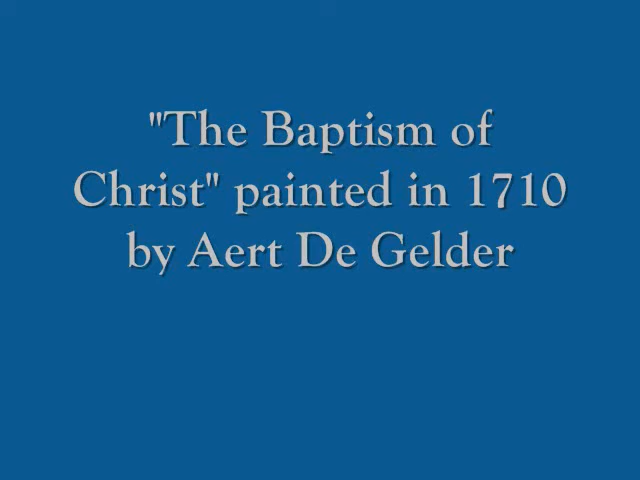 "The Baptism of
Christ" painted in 1710
by Aert De Gelder